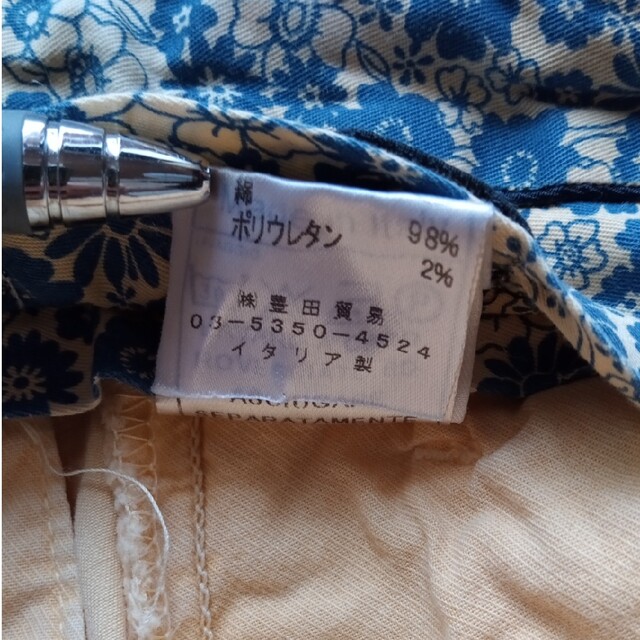 綿 98%
ポリウレタン 2%
㈱豊田貿易
03-5350-4524
イタリア製
SEPARATAMENTE